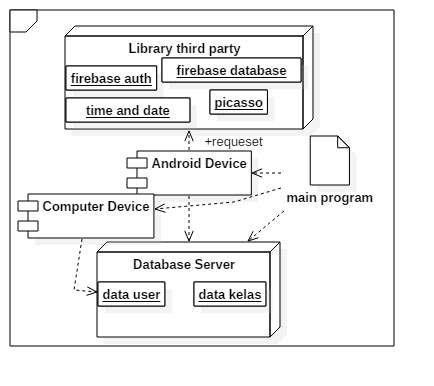 Library third party
firebase auth
firebase database
time and date
picasso
+requeset
Android Device
main program
Computer Device
Database Server
data user
data kelas